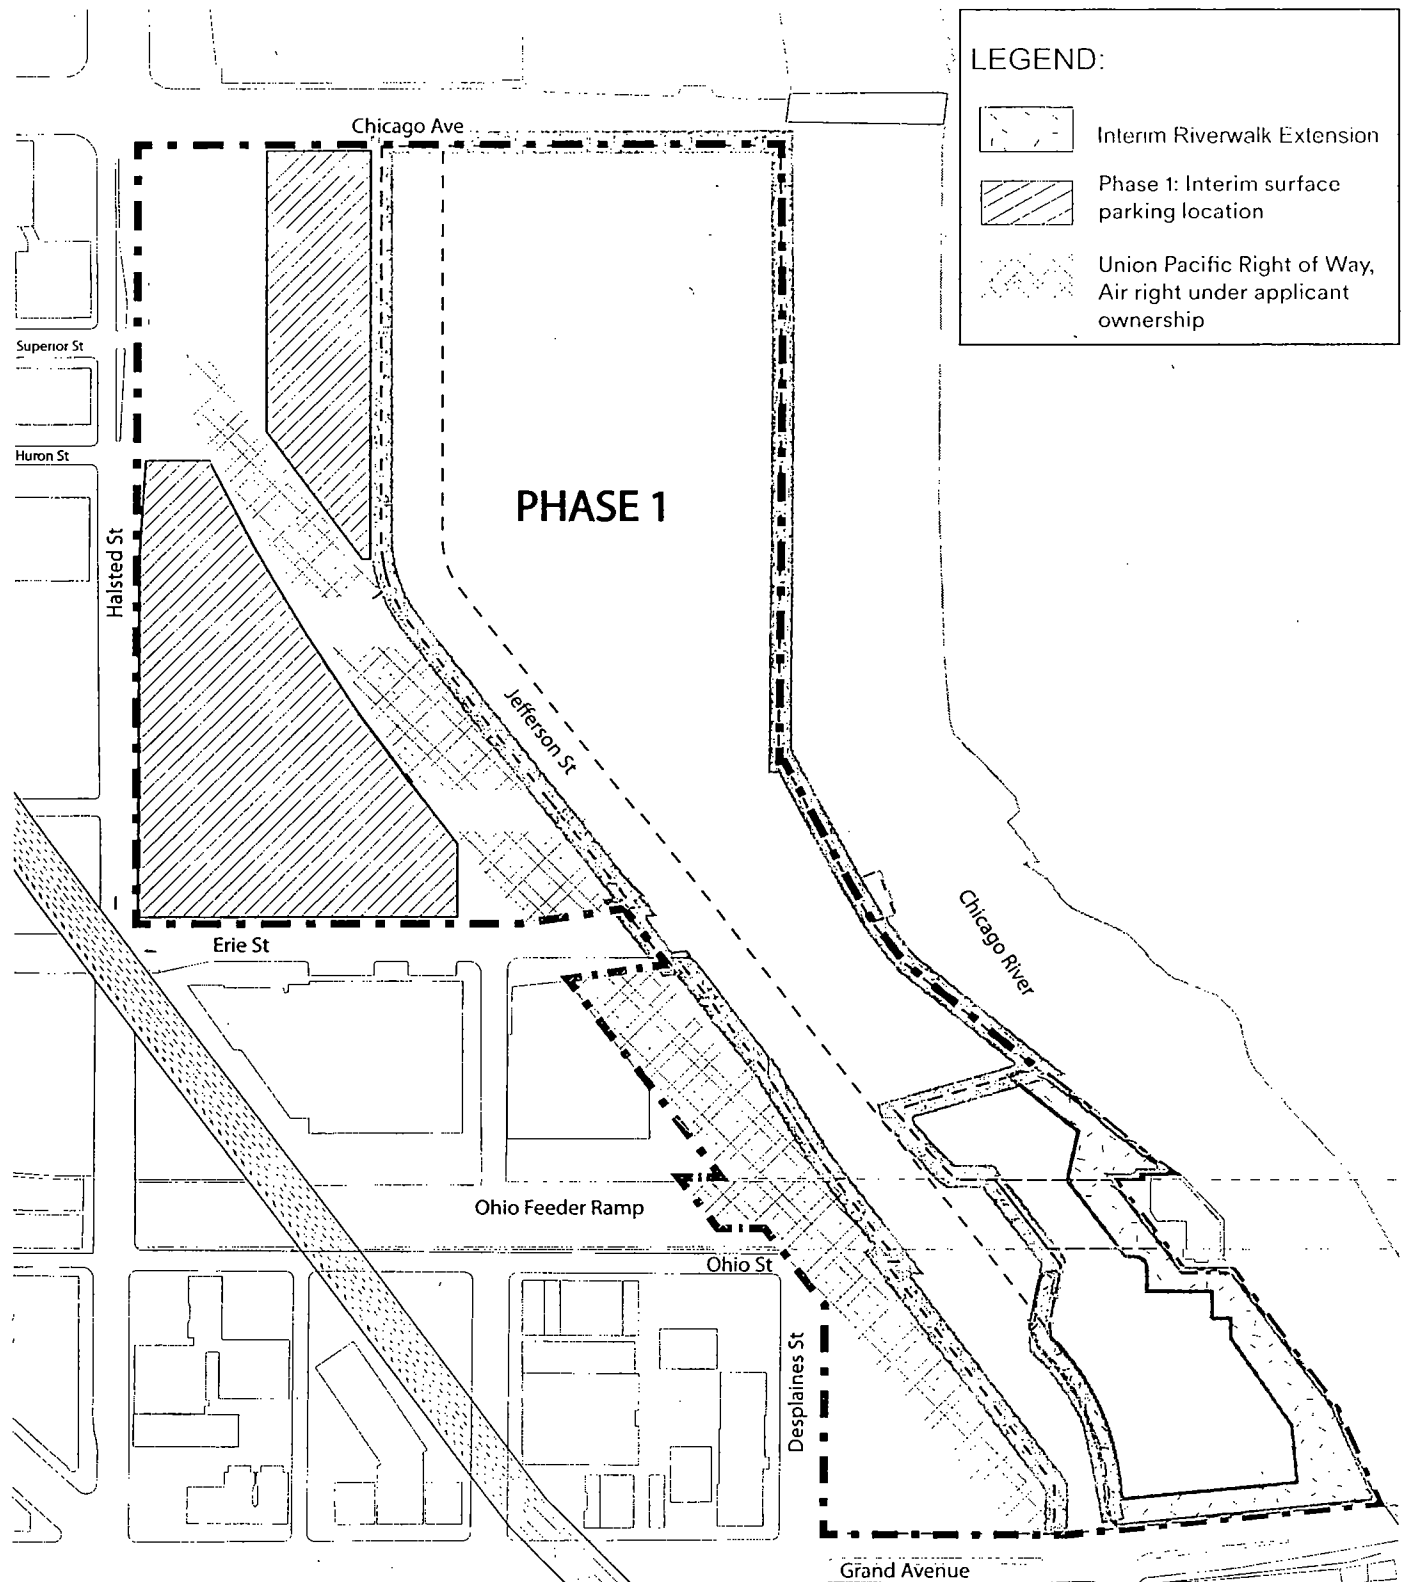 LEGEND:
Interim Riverwalk Extension
Phase 1: Interim surface
parking location
Union Pacific Right of Way,
Air right under applicant
ownership
Chicago Ave
Superior St
Huron St
Halsted St
PHASE 1
Jefferson St
Chicago River
Erie St
Ohio Feeder Ramp
Ohio St
Desplaines St
Grand Avenue